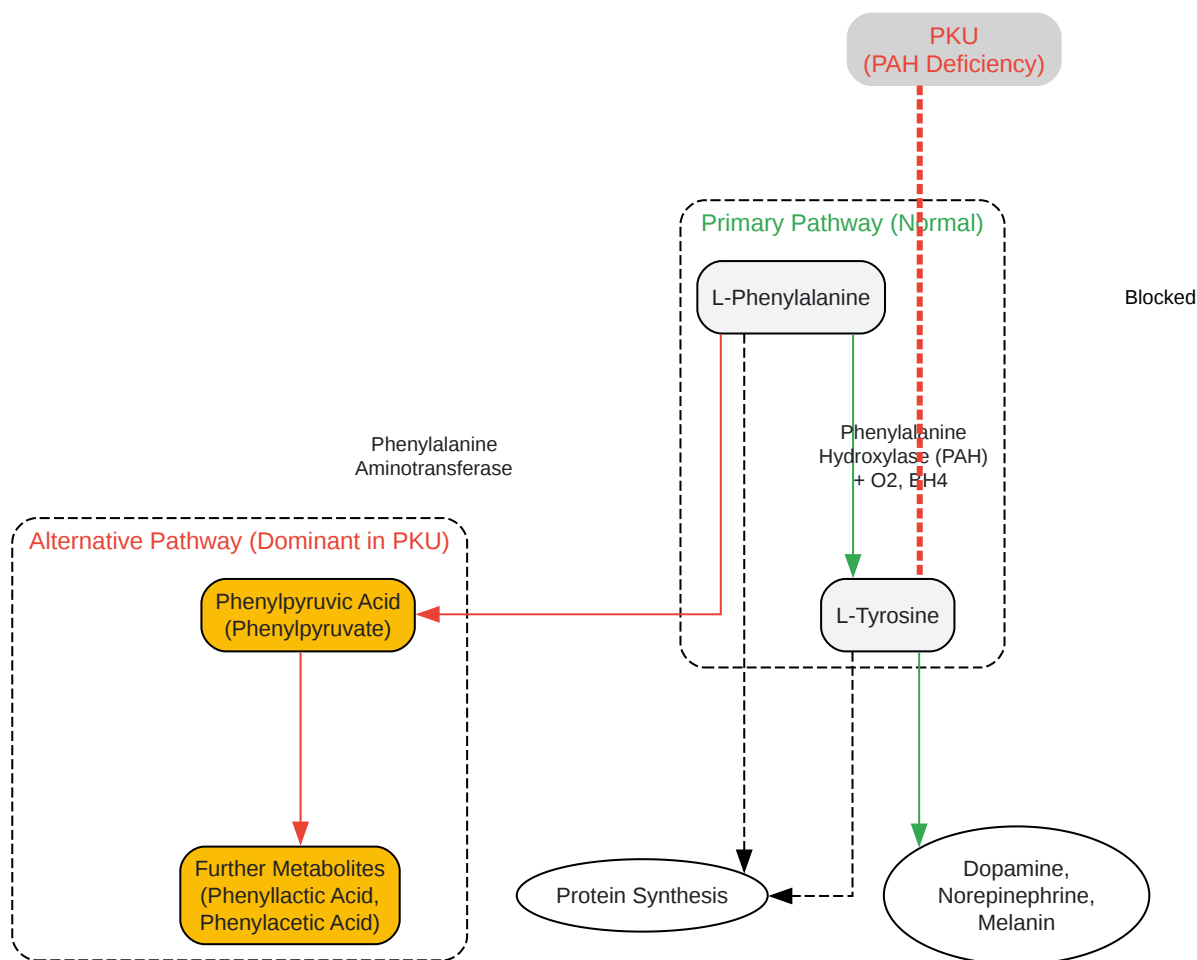 PKU
(PAH Deficiency)
Primary Pathway (Normal)
L-Phenylalanine
Blocked
Phenylalanine
Aminotransferase
Phenylalanine
Hydroxylase (PAH)
+ O2, BH4
Alternative Pathway (Dominant in PKU)
Phenylpyruvic Acid
(Phenylpyruvate)
L-Tyrosine
Further Metabolites
(Phenyllactic Acid,
Phenylacetic Acid)
Protein Synthesis
Dopamine,
Norepinephrine,
Melanin